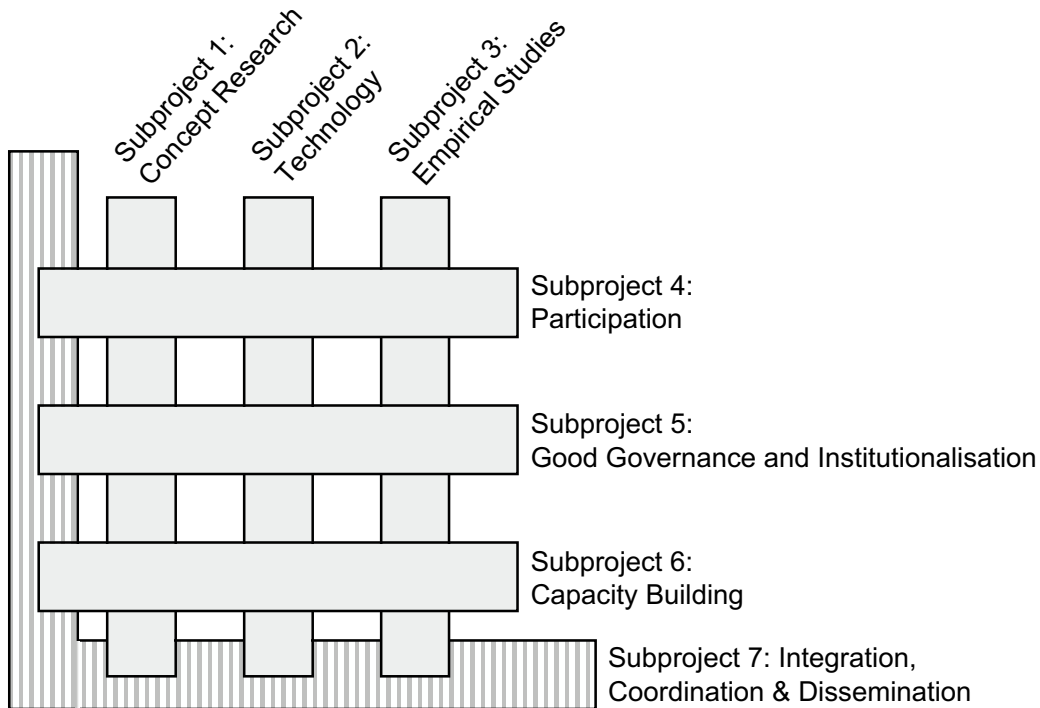 Subproject 1:
Concept Research
Subproject 2:
Technology
Subproject 3:
Empirical Studies
Subproject 4:
Participation
Subproject 5:
Good Governance and Institutionalisation
Subproject 6:
Capacity Building
Subproject 7: Integration,
Coordination & Dissemination